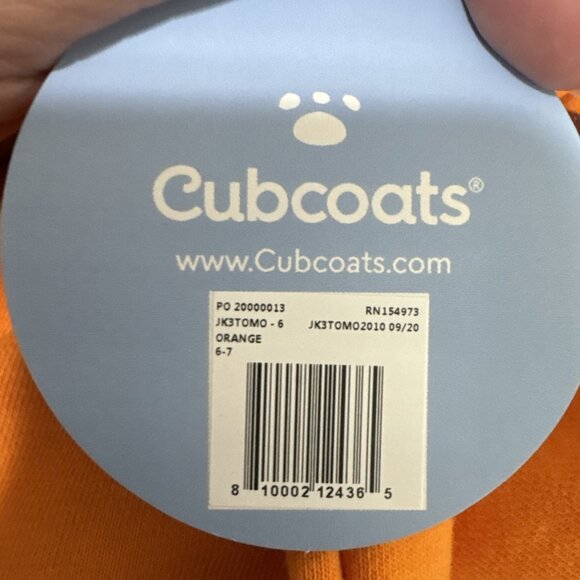 Cubcoats®
www.Cubcoats.com
PO 20000013 RN154973
JK3TOMO - 6 JK3TOMO2010 09/20
ORANGE
6-7
8 10002 12436 5